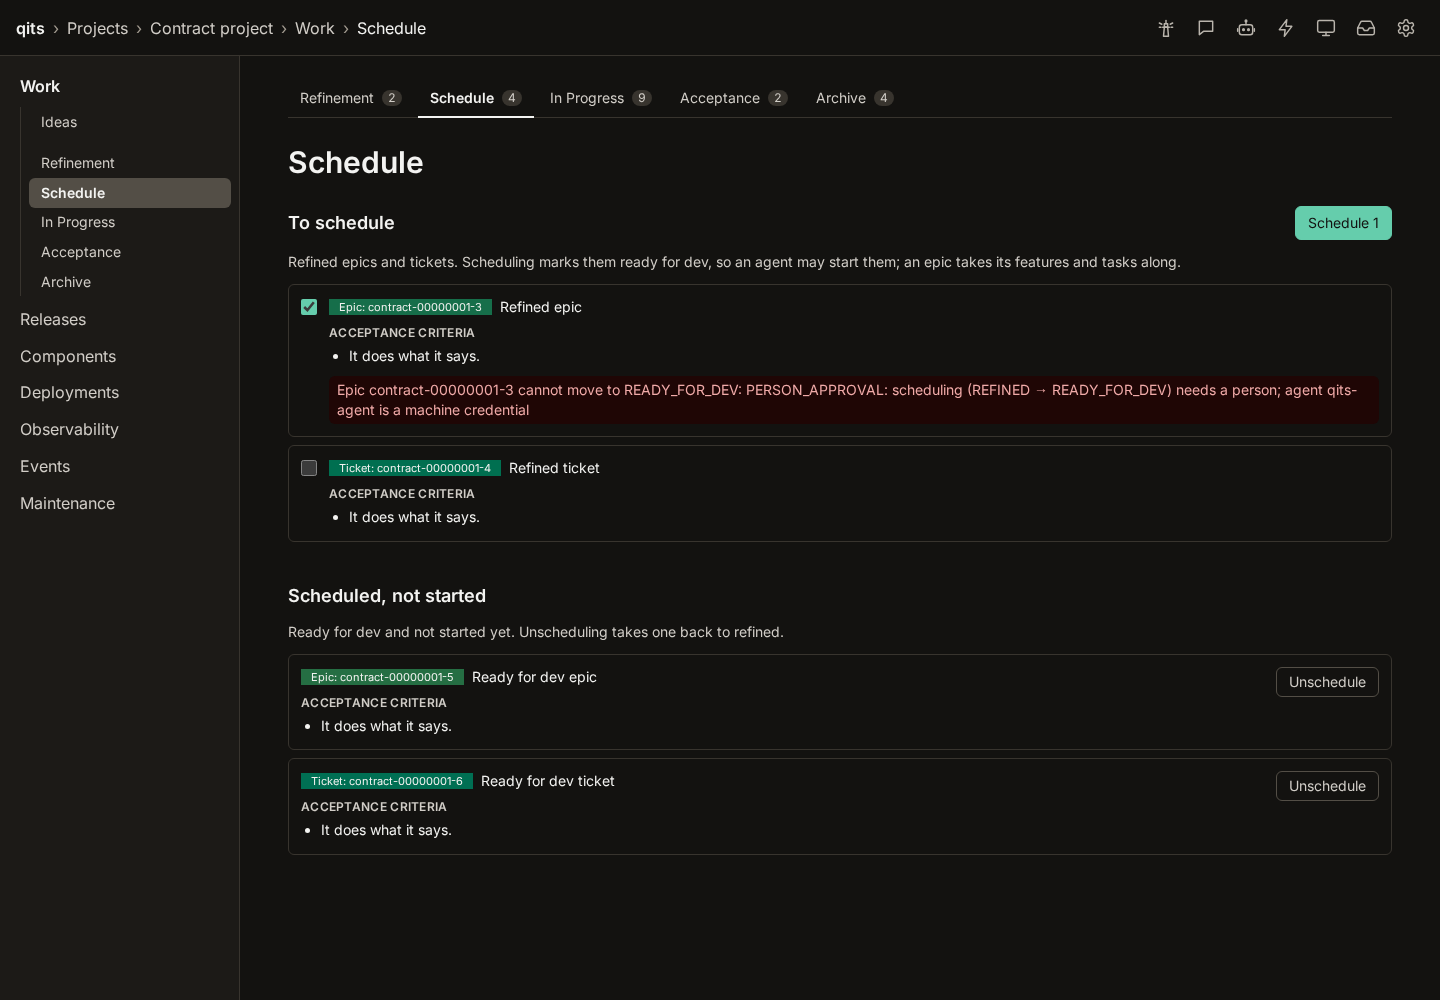 qits › Projects › Contract project › Work › Schedule
Work
Ideas
Refinement
Schedule
In Progress
Acceptance
Archive
Releases
Components
Deployments
Observability
Events
Maintenance
Refinement 2 Schedule 4 In Progress 9 Acceptance 2 Archive 4
Schedule
To schedule
Schedule 1
Refined epics and tickets. Scheduling marks them ready for dev, so an agent may start them; an epic takes its features and tasks along.
Epic: contract-00000001-3 Refined epic
ACCEPTANCE CRITERIA
• It does what it says.
Epic contract-00000001-3 cannot move to READY_FOR_DEV: PERSON_APPROVAL: scheduling (REFINED → READY_FOR_DEV) needs a person; agent qits-
agent is a machine credential
Ticket: contract-00000001-4 Refined ticket
ACCEPTANCE CRITERIA
• It does what it says.
Scheduled, not started
Ready for dev and not started yet. Unscheduling takes one back to refined.
Epic: contract-00000001-5 Ready for dev epic
Unschedule
ACCEPTANCE CRITERIA
• It does what it says.
Ticket: contract-00000001-6 Ready for dev ticket
Unschedule
ACCEPTANCE CRITERIA
• It does what it says.